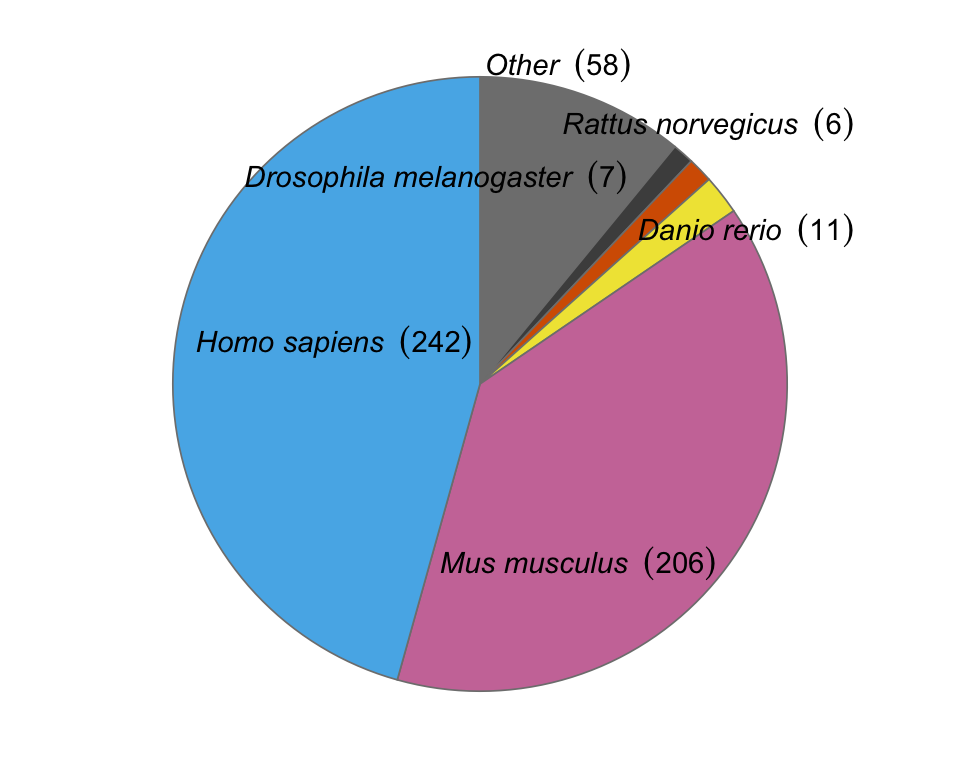 Other (58)
Rattus norvegicus (6)
Drosophila melanogaster (7)
Danio rerio (11)
Homo sapiens (242)
Mus musculus (206)